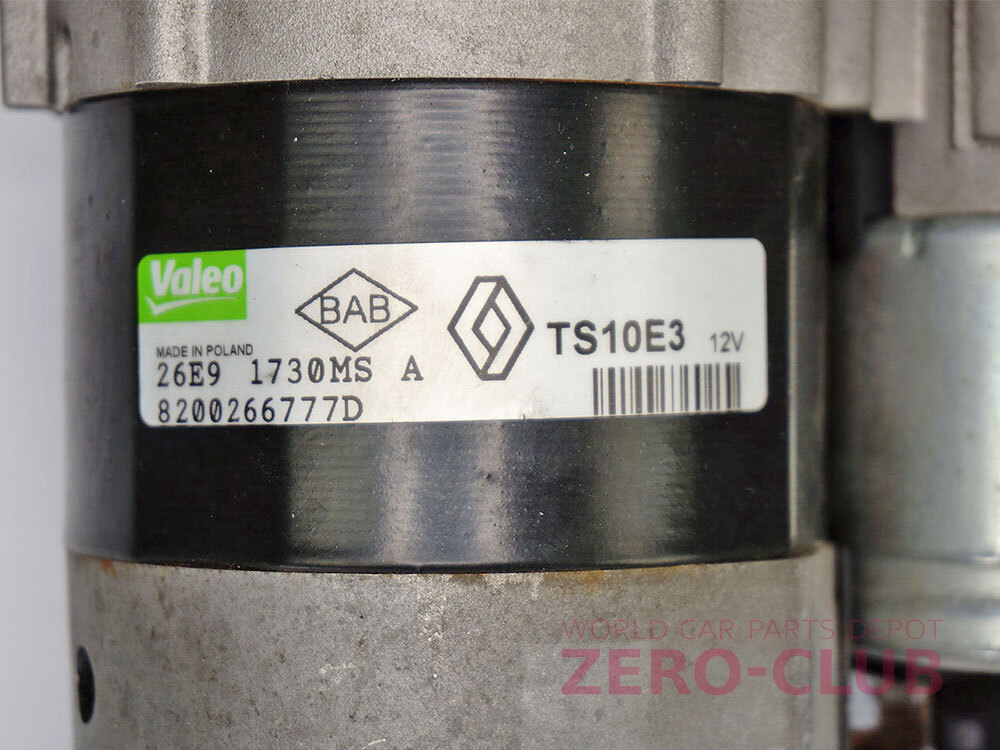 Valeo
BAB
TS10E3 12V
MADE IN POLAND
26E9 1730MS A
8200266777D
WORLD CAR PARTS DEPOT
ZERO-CLUB